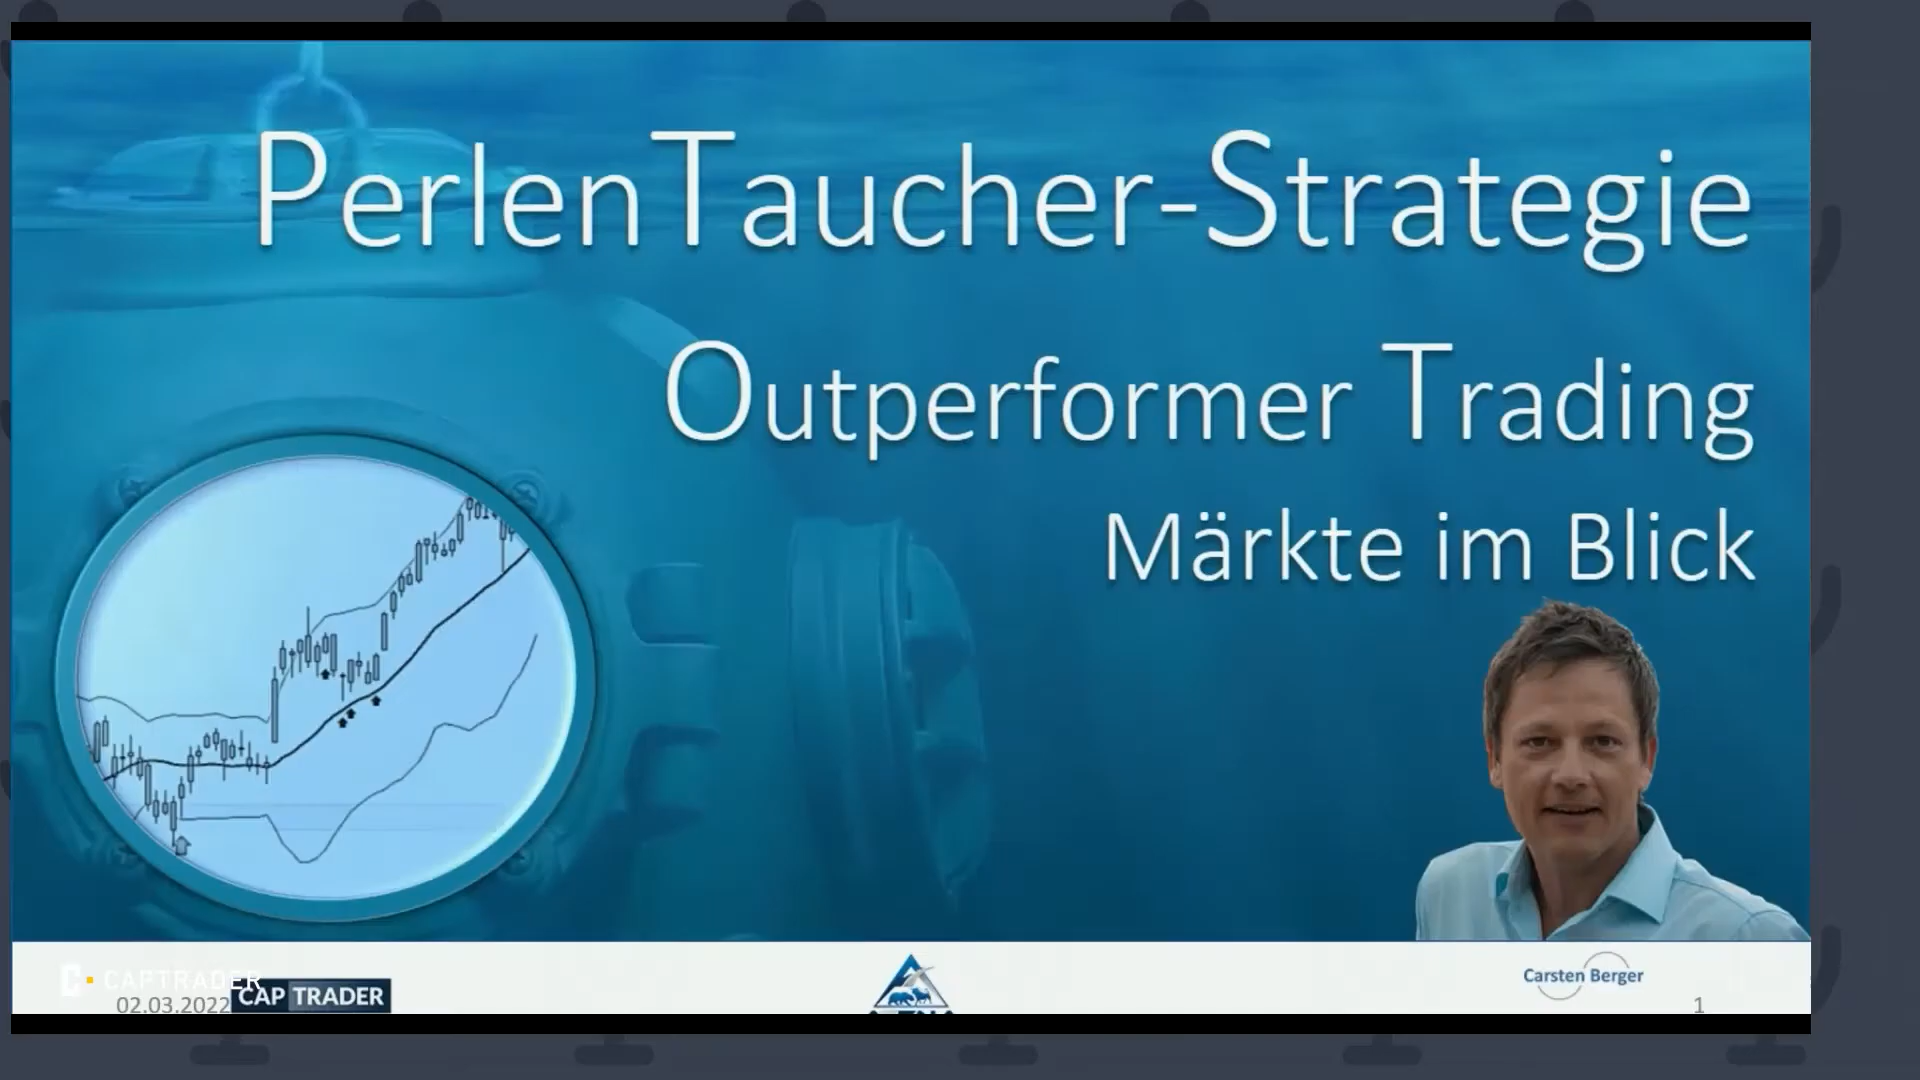 PerlenTaucher-Strategie
Outperformer Trading
Märkte im Blick
CAPTRADER
02.03.2022
CAP TRADER
Carsten Berger
1